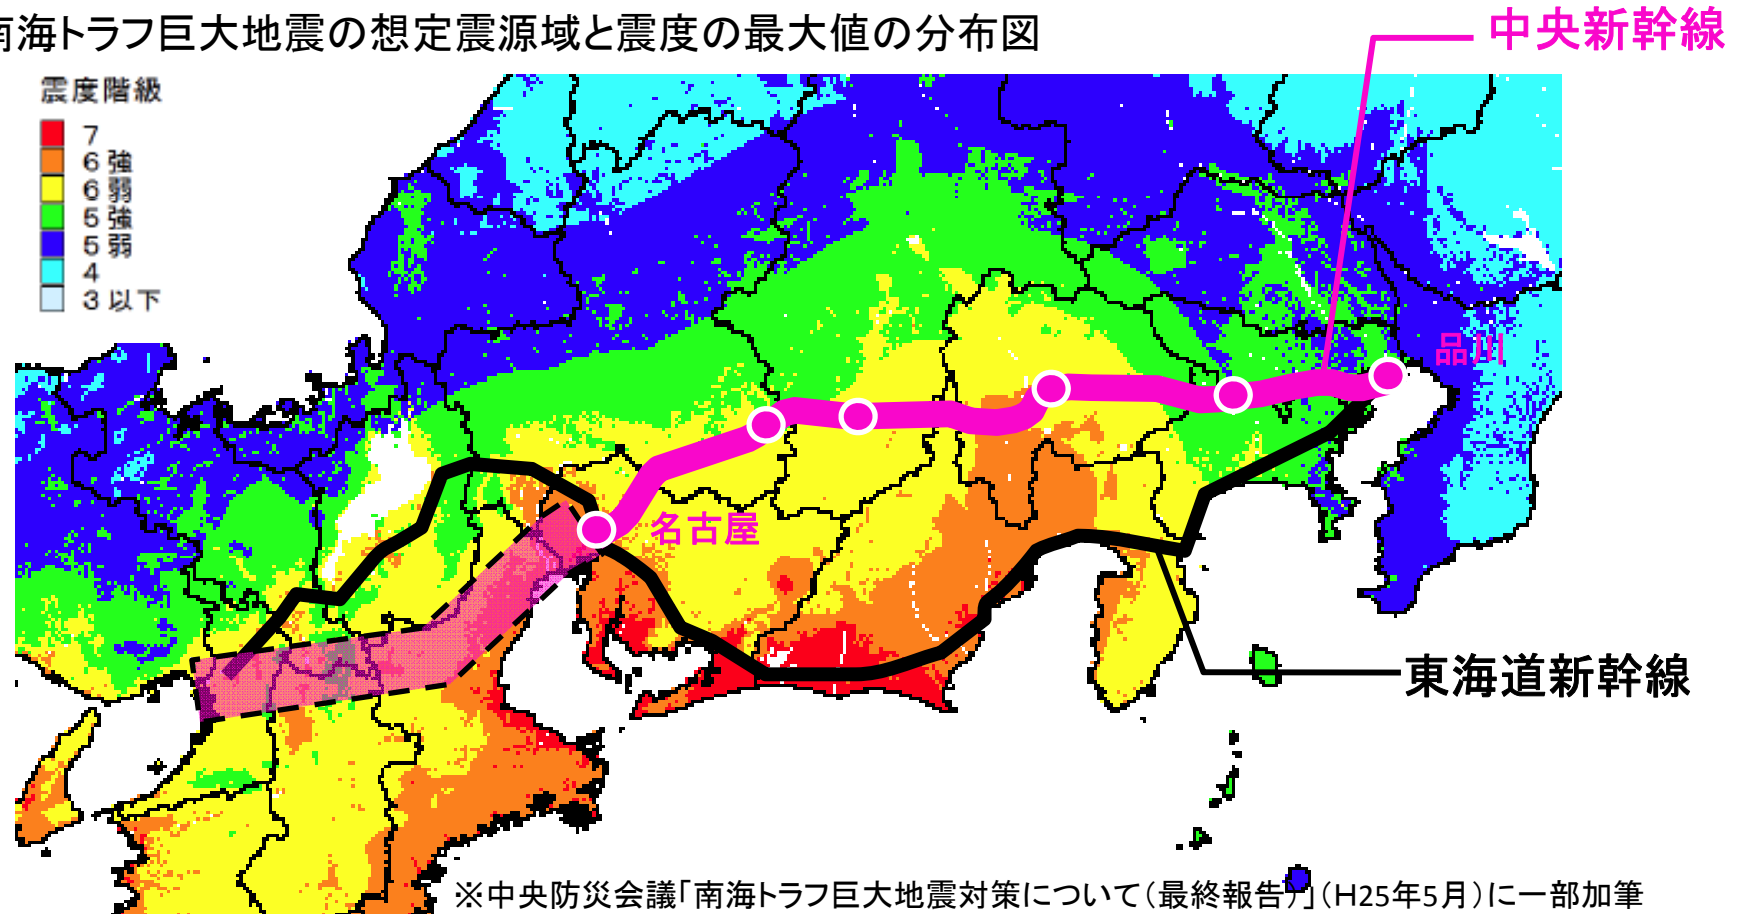 南海トラフ巨大地震の想定震源域と震度の最大値の分布図
中央新幹線
震度階級
7
6強
6弱
5強
5弱
4
3以下
品川
名古屋
東海道新幹線
※中央防災会議「南海トラフ巨大地震対策について(最終報告)」(H25年5月)に一部加筆